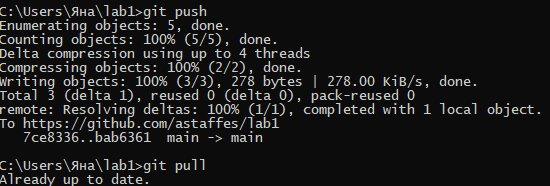 C:\Users\Яна\lab1>git push
Enumerating objects: 5, done.
Counting objects: 100% (5/5), done.
Delta compression using up to 4 threads
Compressing objects: 100% (2/2), done.
Writing objects: 100% (3/3), 278 bytes | 278.00 KiB/s, done.
Total 3 (delta 1), reused 0 (delta 0), pack-reused 0
remote: Resolving deltas: 100% (1/1), completed with 1 local object.
To https://github.com/astaffes/lab1
   7ce8336..bab6361  main -> main
C:\Users\Яна\lab1>git pull
Already up to date.